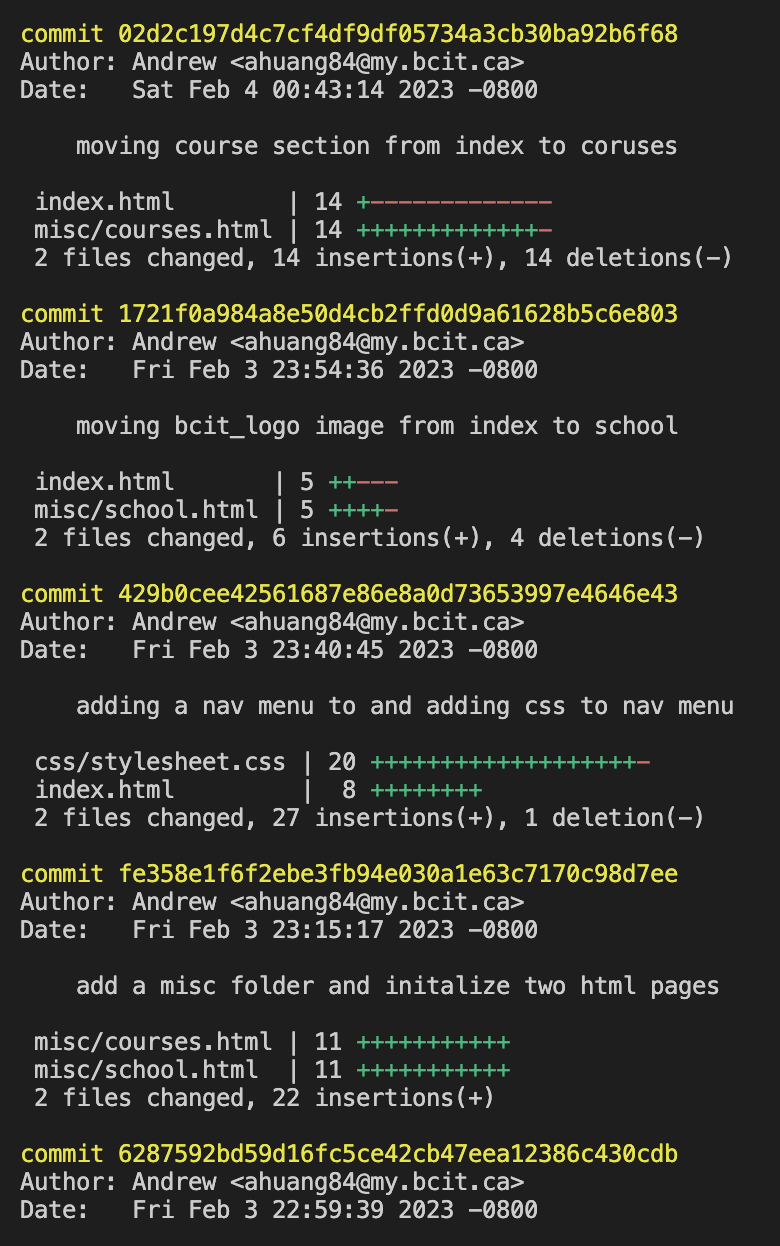 commit 02d2c197d4c7cf4df9df05734a3cb30ba92b6f68
Author: Andrew <ahuang84@my.bcit.ca>
Date:   Sat Feb 4 00:43:14 2023 -0800
moving course section from index to coruses
index.html        | 14 +-------------
misc/courses.html | 14 +++++++++++++-
2 files changed, 14 insertions(+), 14 deletions(-)
commit 1721f0a984a8e50d4cb2ffd0d9a61628b5c6e803
Author: Andrew <ahuang84@my.bcit.ca>
Date:   Fri Feb 3 23:54:36 2023 -0800
moving bcit_logo image from index to school
index.html       | 5 ++---
misc/school.html | 5 ++++-
2 files changed, 6 insertions(+), 4 deletions(-)
commit 429b0cee42561687e86e8a0d73653997e4646e43
Author: Andrew <ahuang84@my.bcit.ca>
Date:   Fri Feb 3 23:40:45 2023 -0800
adding a nav menu to and adding css to nav menu
css/stylesheet.css | 20 +++++++++++++++++++-
index.html         |  8 ++++++++
2 files changed, 27 insertions(+), 1 deletion(-)
commit fe358e1f6f2ebe3fb94e030a1e63c7170c98d7ee
Author: Andrew <ahuang84@my.bcit.ca>
Date:   Fri Feb 3 23:15:17 2023 -0800
add a misc folder and initalize two html pages
misc/courses.html | 11 +++++++++++
misc/school.html  | 11 +++++++++++
2 files changed, 22 insertions(+)
commit 6287592bd59d16fc5ce42cb47eea12386c430cdb
Author: Andrew <ahuang84@my.bcit.ca>
Date:   Fri Feb 3 22:59:39 2023 -0800